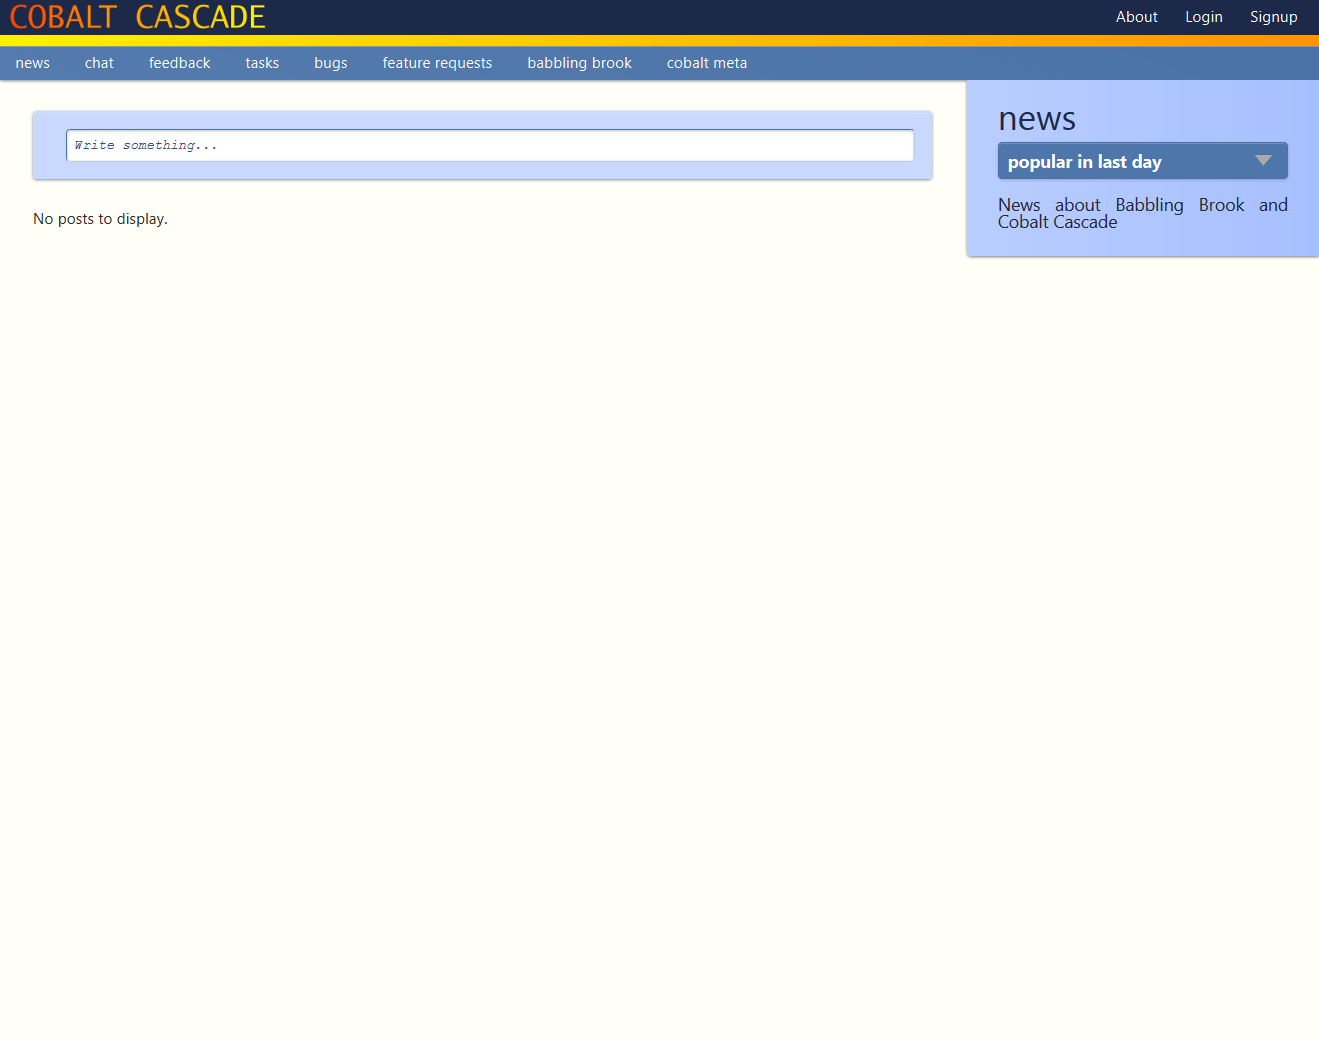 COBALT CASCADE
About Login Signup
news chat feedback tasks bugs feature requests babbling brook cobalt meta
Write something...
No posts to display.
news
popular in last day
News about Babbling Brook and
Cobalt Cascade